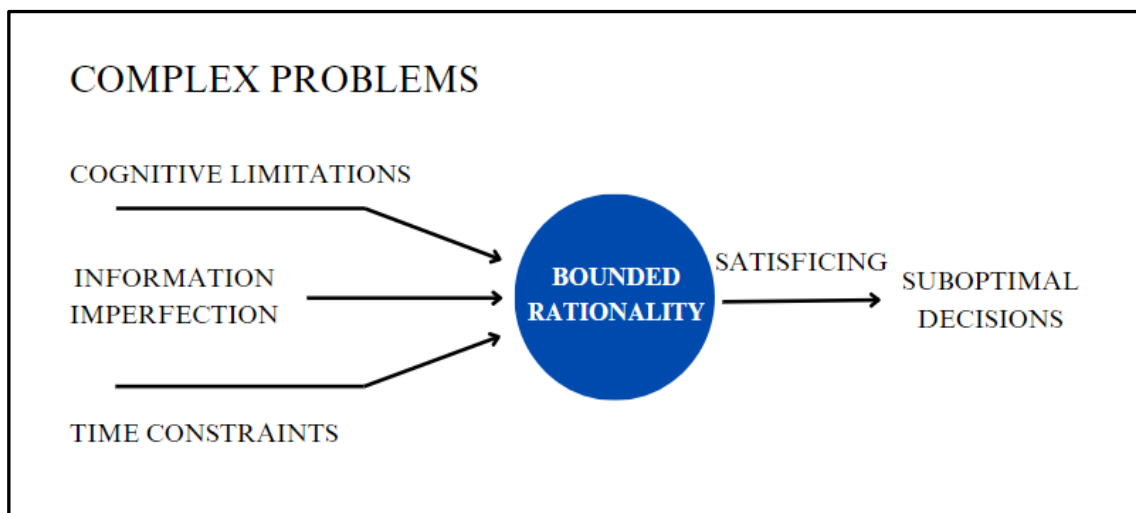 COMPLEX PROBLEMS
COGNITIVE LIMITATIONS
INFORMATION
IMPERFECTION
TIME CONSTRAINTS
BOUNDED
RATIONALITY
SATISFICING
SUBOPTIMAL
DECISIONS